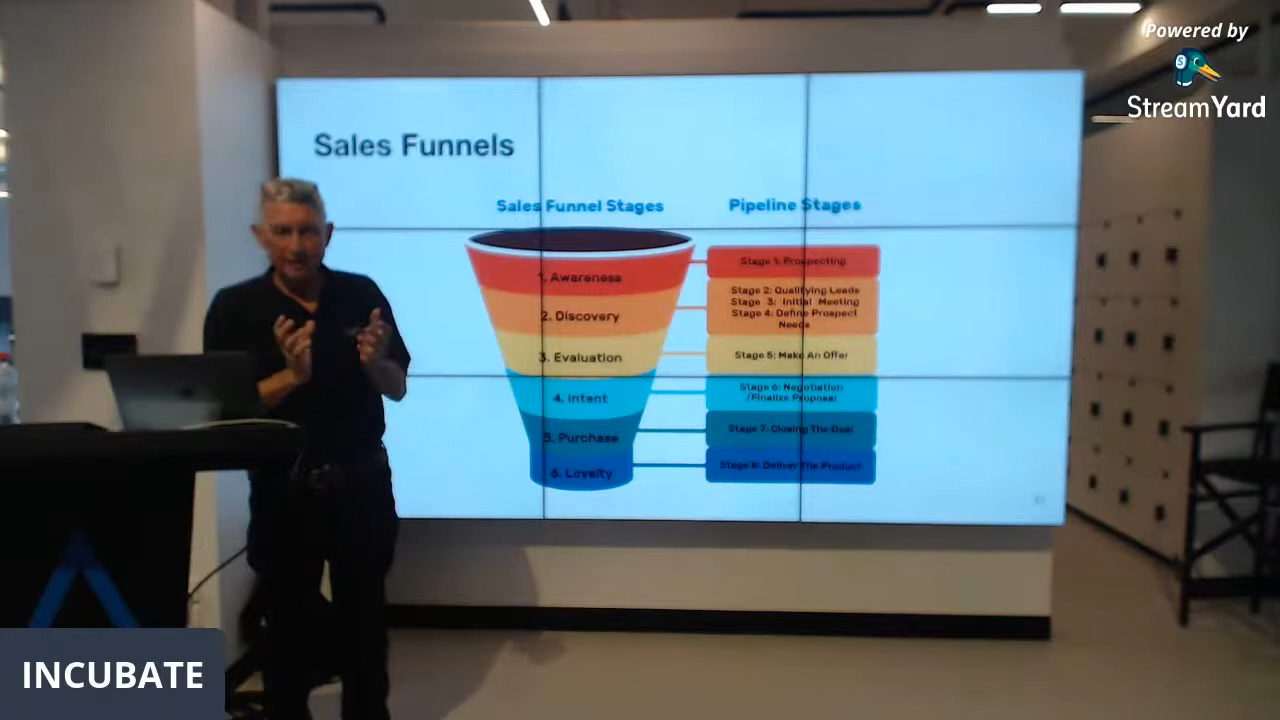 Powered by
StreamYard
Sales Funnels
Sales Funnel Stages
Pipeline Stages
1. Awareness
2. Discovery
3. Evaluation
4. Intent
5. Purchase
6. Loyalty
Stage 1: Prospecting
Stage 2: Qualifying Leads
Stage 3: Initial Meeting
Stage 4: Define Prospect
Needs
Stage 5: Make An Offer
Stage 6: Negotiation
/Finalize Proposal
Stage 7: Closing The Deal
Stage 8: Deliver The Product
INCUBATE